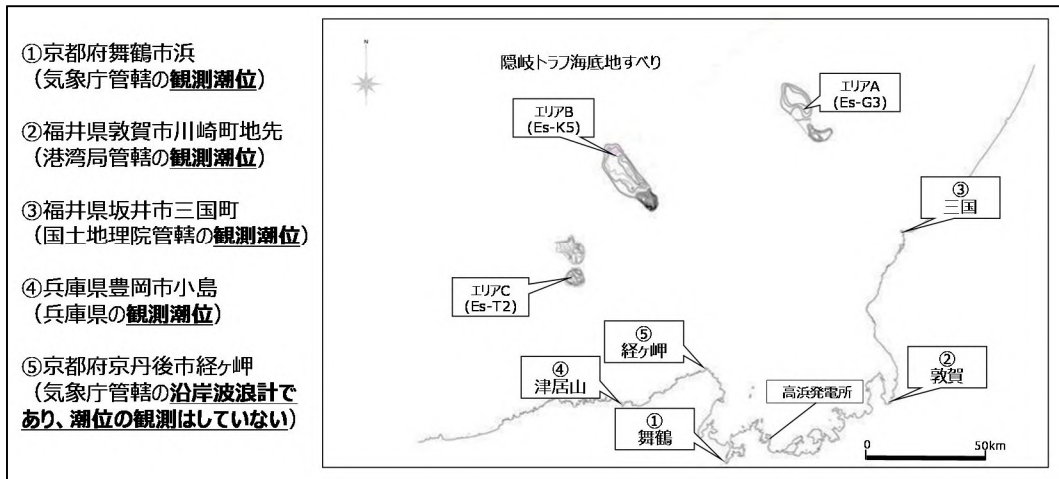 ①京都府舞鶴市浜
（気象庁管轄の観測潮位）
②福井県敦賀市川崎町地先
（港湾局管轄の観測潮位）
③福井県坂井市三国町
（国土地理院管轄の観測潮位）
④兵庫県豊岡市小島
（兵庫県の観測潮位）
⑤京都府京丹後市経ヶ岬
（気象庁管轄の沿岸波浪計で
あり、潮位の観測はしていない）
N
隠岐トラフ海底地すべり
エリアA
(Es-G3)
エリアB
(Es-K5)
③
三国
エリアC
(Es-T2)
⑤
経ケ岬
④
津居山
②
敦賀
高浜発電所
①
舞鶴
0
50km